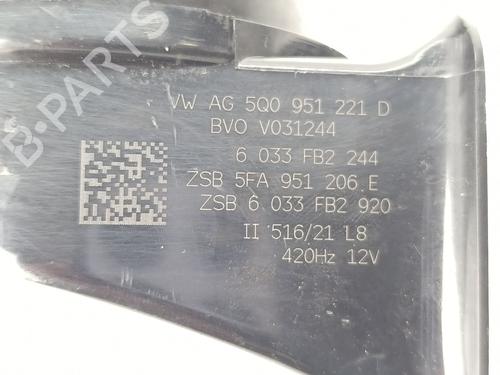 VW AG 5Q0 951 221 D
BVO V031244
6 033 FB2 244
ZSB 5FA 951 206 E
ZSB 6 033 FB2 920
II 516/21 L8
420Hz 12V
B-PARTS